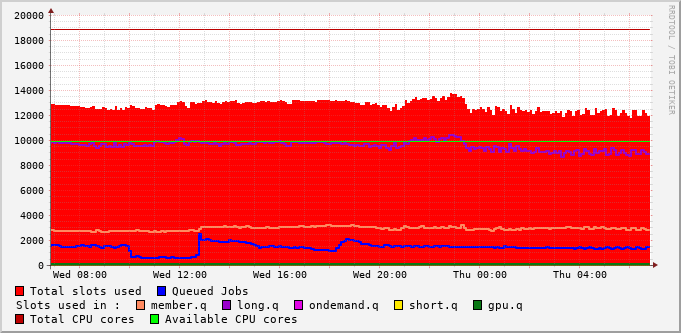 RRDTOOL / TOBI OETIKER
20000
18000
16000
14000
12000
10000
8000
6000
4000
2000
0
Wed 08:00 Wed 12:00 Wed 16:00 Wed 20:00 Thu 00:00 Thu 04:00
Total slots used Queued Jobs
Slots used in : member.q long.q ondemand.q short.q gpu.q
Total CPU cores Available CPU cores